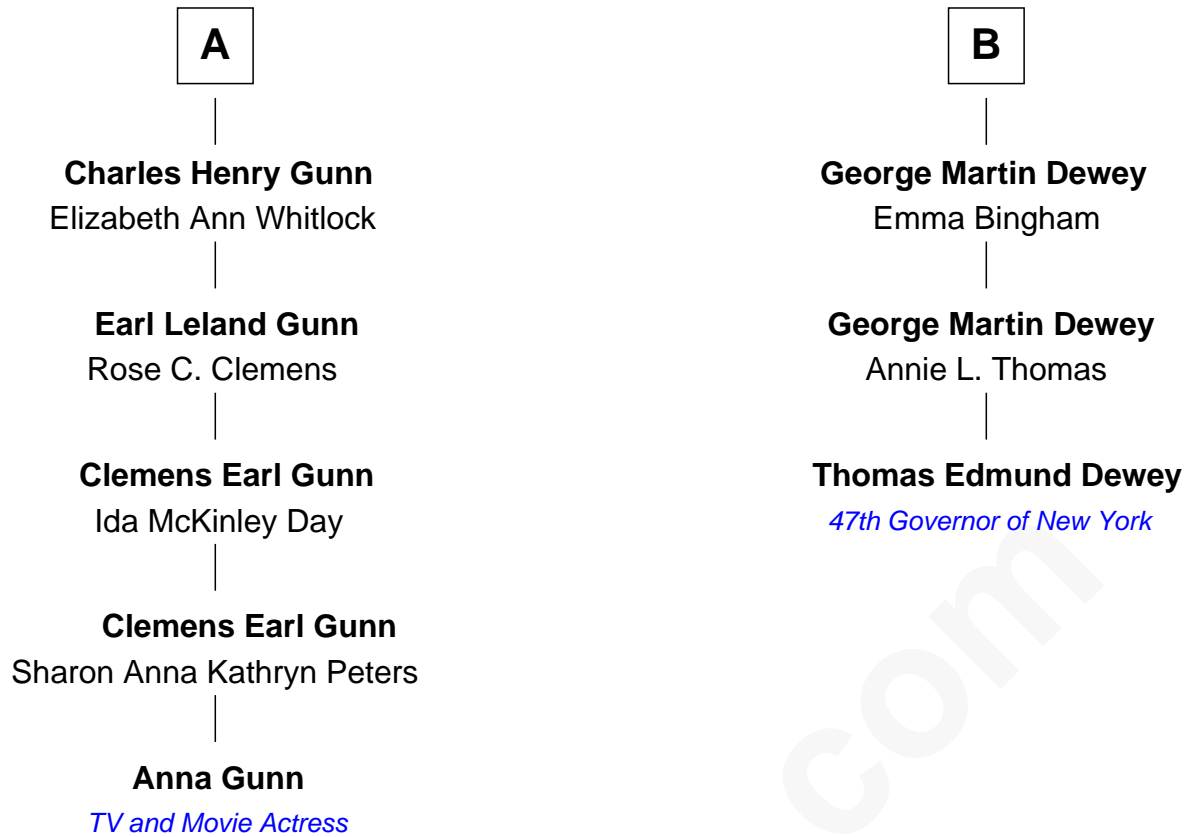 A
Charles Henry Gunn
Elizabeth Ann Whitlock
Earl Leland Gunn
Rose C. Clemens
Clemens Earl Gunn
Ida McKinley Day
Clemens Earl Gunn
Sharon Anna Kathryn Peters
Anna Gunn
TV and Movie Actress
B
George Martin Dewey
Emma Bingham
George Martin Dewey
Annie L. Thomas
Thomas Edmund Dewey
47th Governor of New York
com